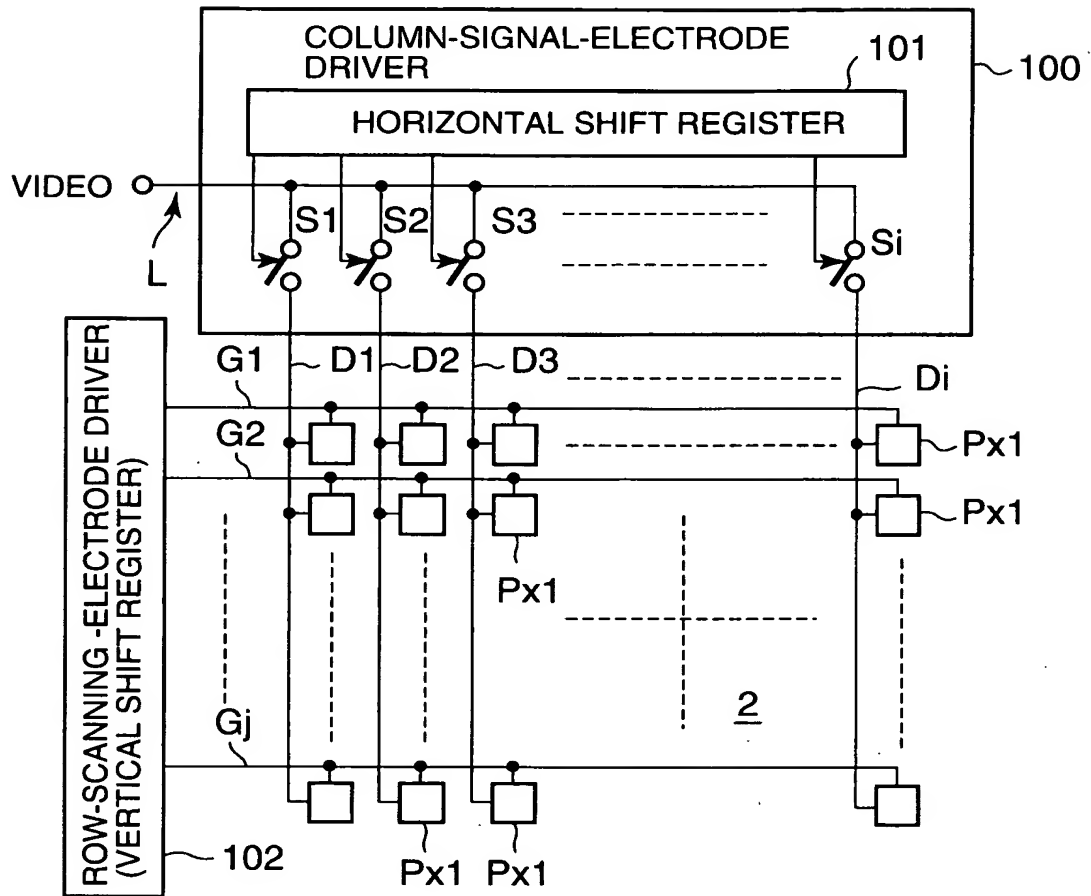 COLUMN-SIGNAL-ELECTRODE
DRIVER
101
100
HORIZONTAL SHIFT REGISTER
VIDEO
L
S1
S2
S3
Si
ROW-SCANNING-ELECTRODE DRIVER
(VERTICAL SHIFT REGISTER)
G1
D1
D2
D3
Di
G2
Px1
Px1
Px1
2
Gj
102
Px1
Px1